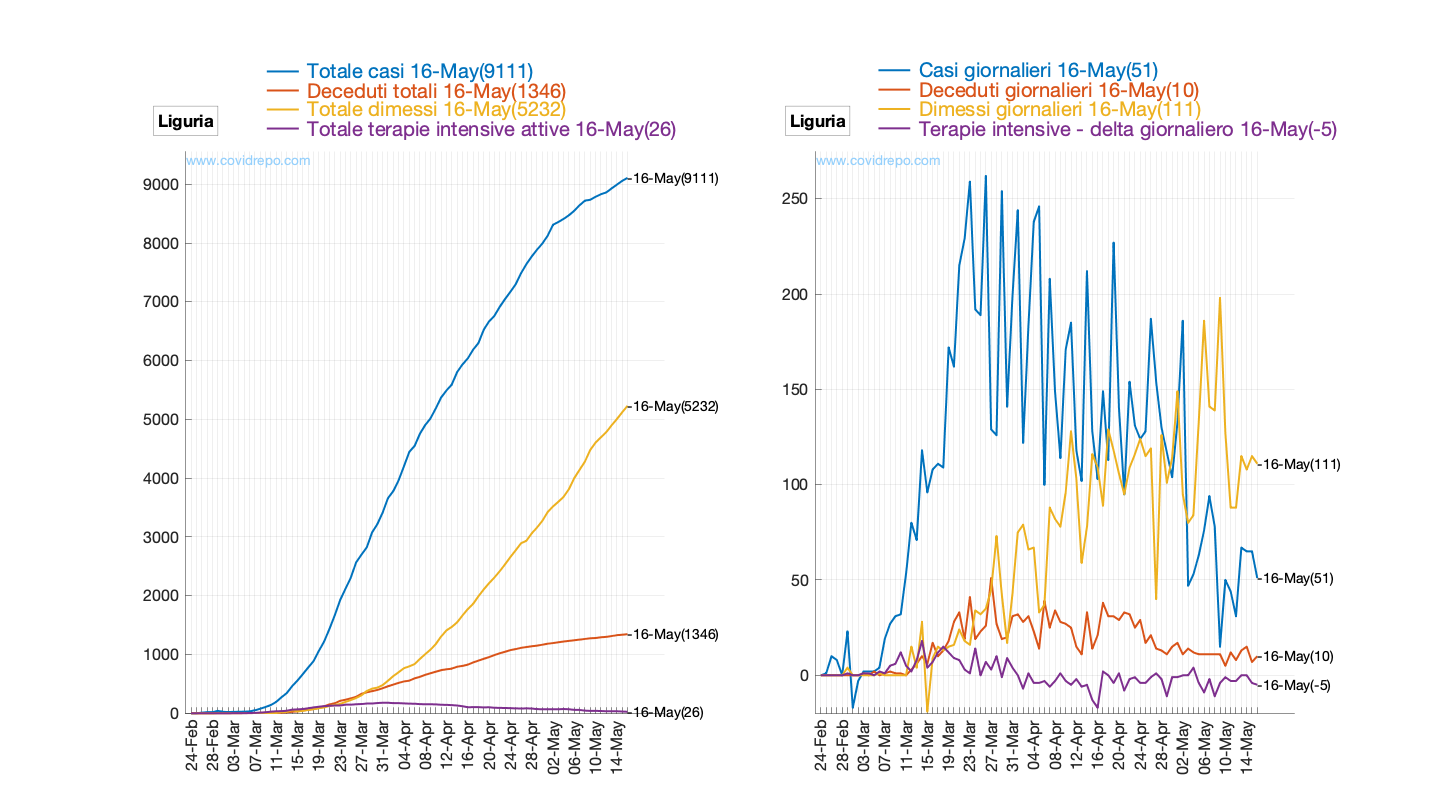 Totale casi 16-May(9111)
Deceduti totali 16-May(1346)
Totale dimessi 16-May(5232)
Totale terapie intensive attive 16-May(26)
Liguria
www.covidrepo.com
9000
8000
7000
6000
5000
4000
3000
2000
1000
0
16-May(9111)
16-May(5232)
16-May(1346)
16-May(26)
24-Feb
28-Feb
03-Mar
07-Mar
11-Mar
15-Mar
19-Mar
23-Mar
27-Mar
31-Mar
04-Apr
08-Apr
12-Apr
16-Apr
20-Apr
24-Apr
28-Apr
02-May
06-May
10-May
14-May
Casi giornalieri 16-May(51)
Deceduti giornalieri 16-May(10)
Dimessi giornalieri 16-May(111)
Terapie intensive - delta giornaliero 16-May(-5)
Liguria
www.covidrepo.com
250
200
150
100
50
0
16-May(111)
16-May(51)
16-May(10)
16-May(-5)
24-Feb
28-Feb
03-Mar
07-Mar
11-Mar
15-Mar
19-Mar
23-Mar
27-Mar
31-Mar
04-Apr
08-Apr
12-Apr
16-Apr
20-Apr
24-Apr
28-Apr
02-May
06-May
10-May
14-May